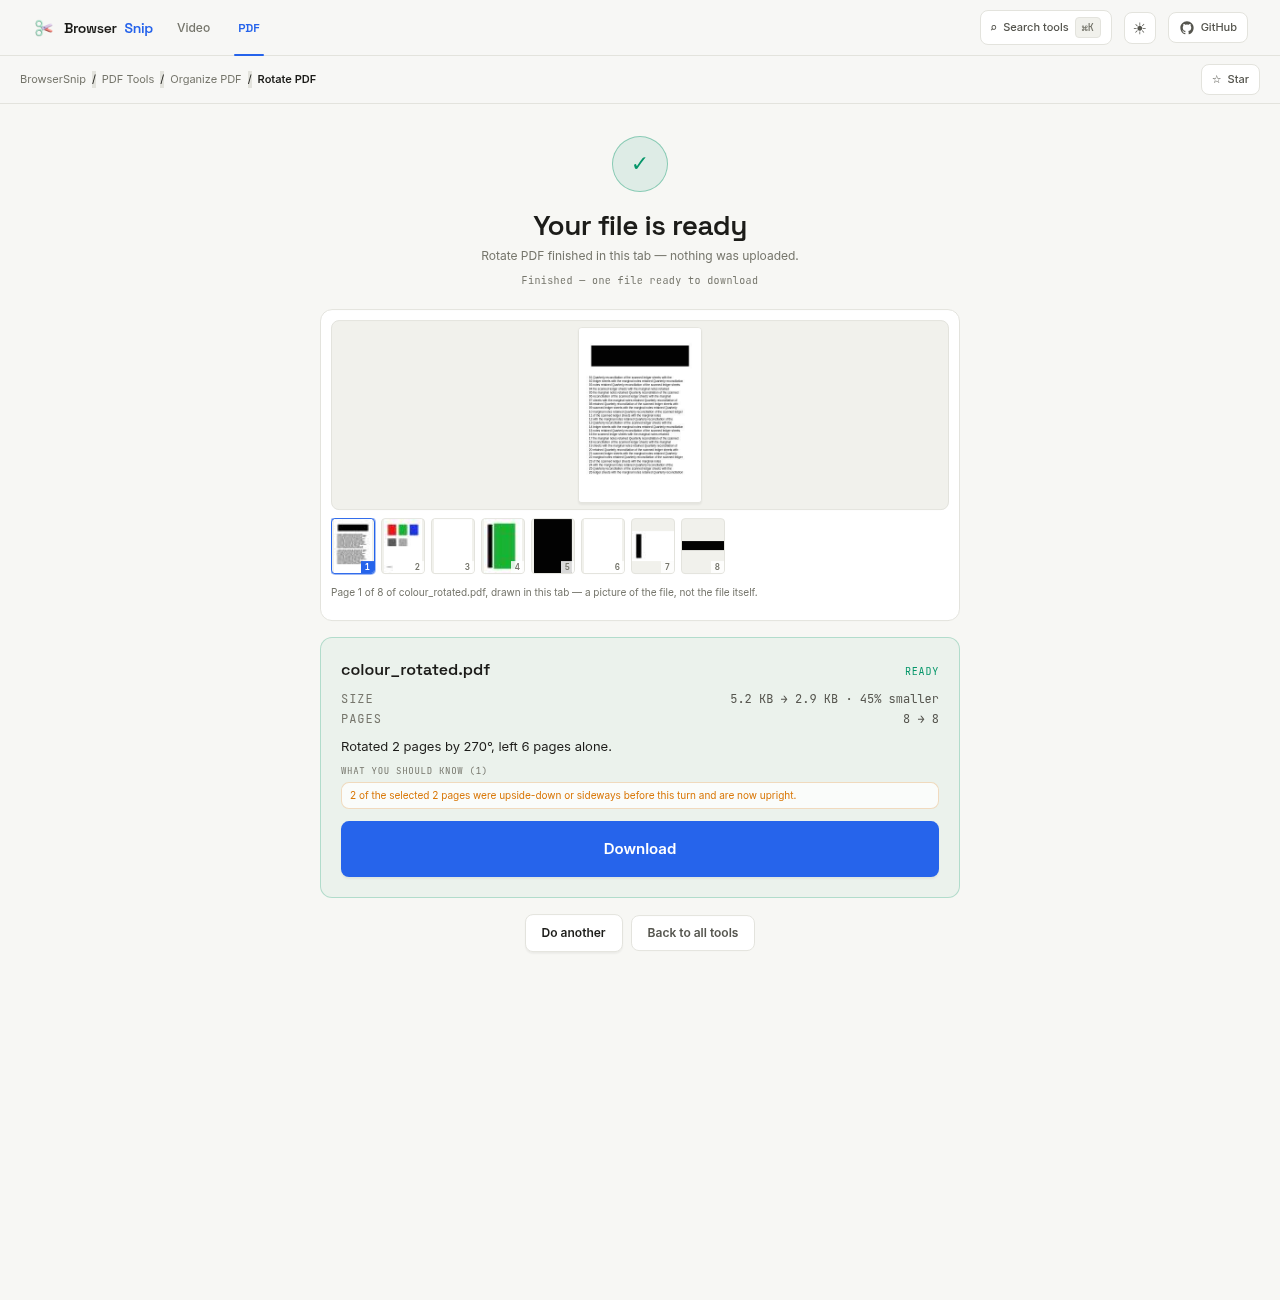 Browser Snip Video PDF Search tools ⌘K GitHub
BrowserSnip / PDF Tools / Organize PDF / Rotate PDF ☆ Star
✓
Your file is ready
Rotate PDF finished in this tab — nothing was uploaded.
Finished — one file ready to download
1 2 3 4 5 6 7 8
Page 1 of 8 of colour_rotated.pdf, drawn in this tab — a picture of the file, not the file itself.
colour_rotated.pdf READY
SIZE 5.2 KB → 2.9 KB · 45% smaller
PAGES 8 → 8
Rotated 2 pages by 270°, left 6 pages alone.
WHAT YOU SHOULD KNOW (1)
2 of the selected 2 pages were upside-down or sideways before this turn and are now upright.
Download
Do another Back to all tools